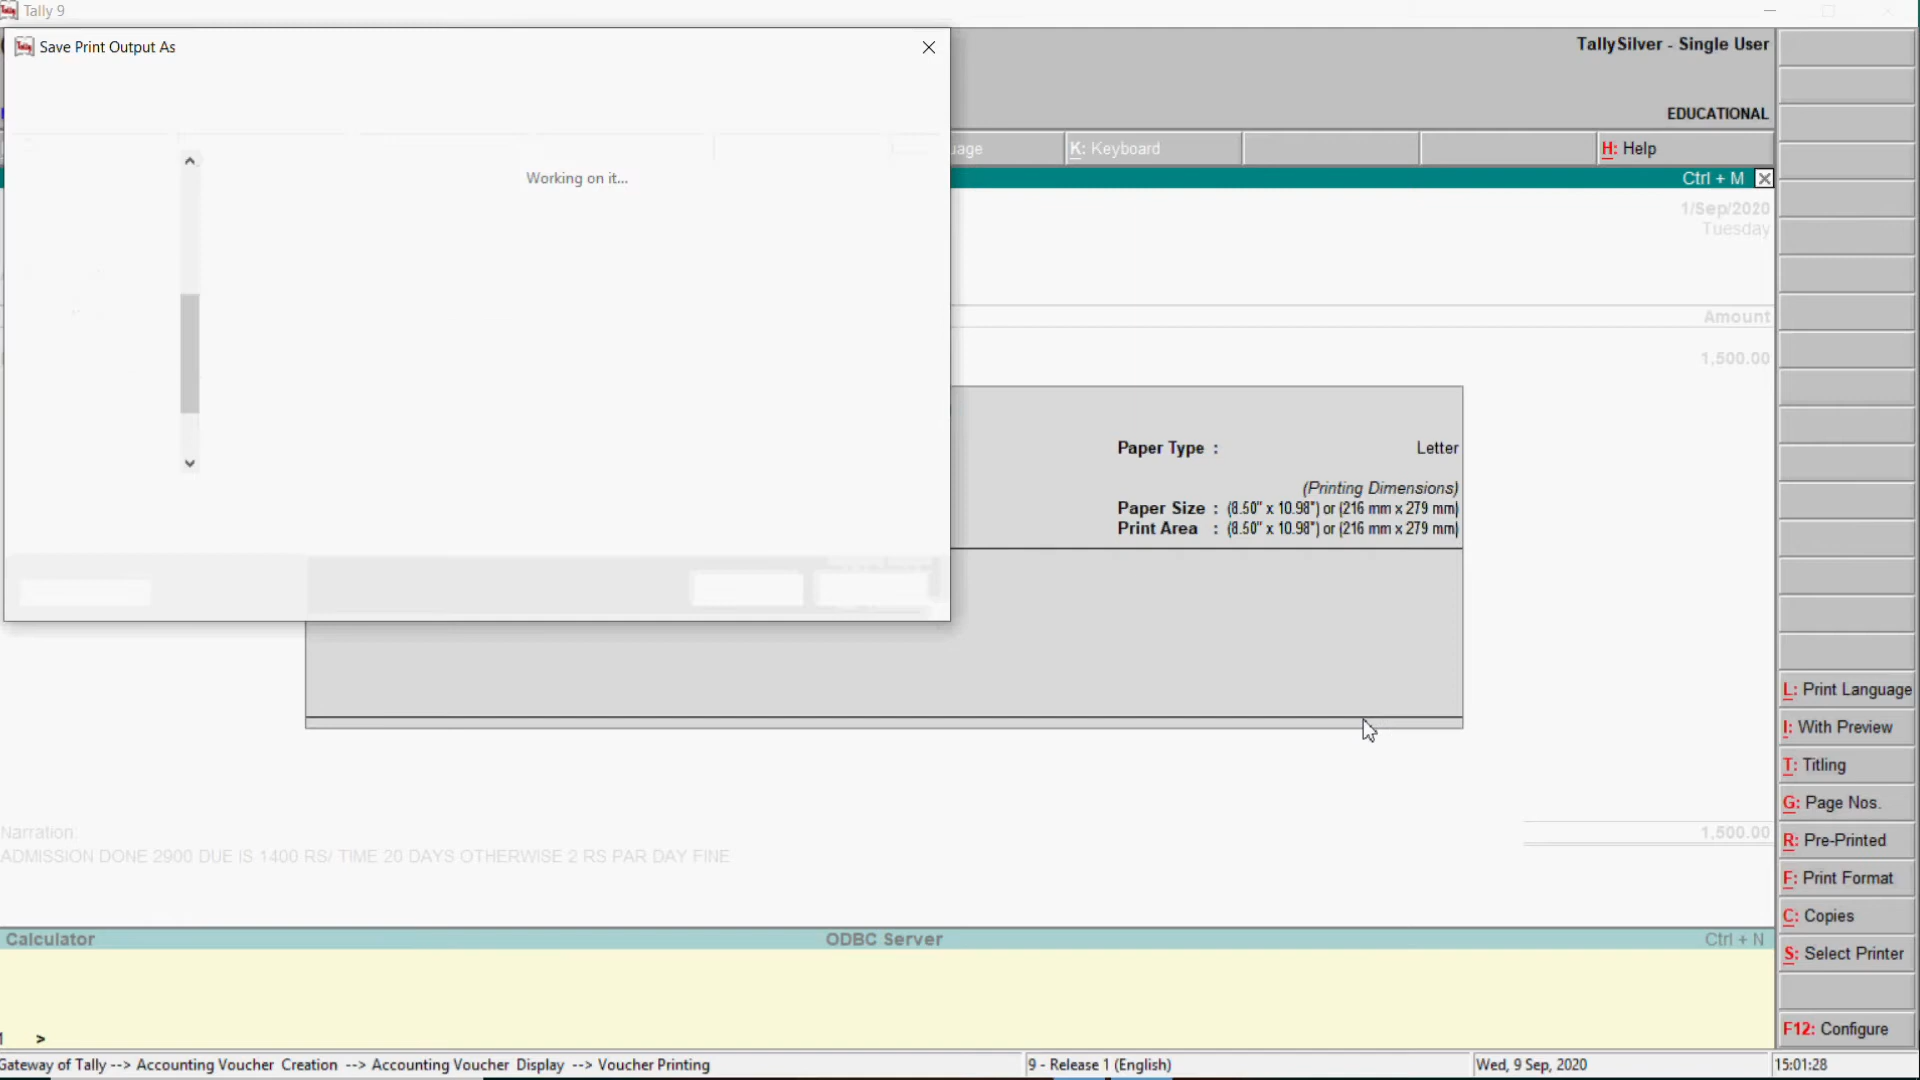 Tally 9
Save Print Output As
TallySilver - Single User
EDUCATIONAL
uage
K: Keyboard
H: Help
Working on it...
Ctrl + M
1/Sep/2020
Tuesday
Amount
1,500.00
Paper Type : Letter
(Printing Dimensions)
Paper Size : (8.50" x 10.98") or (216 mm x 279 mm)
Print Area : (8.50" x 10.98") or (216 mm x 279 mm)
L: Print Language
I: With Preview
T: Titling
G: Page Nos.
R: Pre-Printed
F: Print Format
C: Copies
S: Select Printer
F12: Configure
Narration:
1,500.00
ADMISSION DONE 2900 DUE IS 1400 RS/ TIME 20 DAYS OTHERWISE 2 RS PAR DAY FINE
Calculator
ODBC Server
Ctrl + N
1 >
Gateway of Tally --> Accounting Voucher Creation --> Accounting Voucher Display --> Voucher Printing
9 - Release 1 (English)
Wed, 9 Sep, 2020
15:01:28